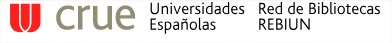 crue
Universidades
Españolas
Red de Bibliotecas
REBIUN